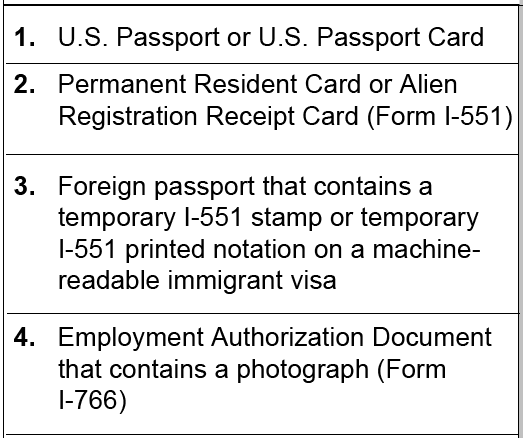 1. U.S. Passport or U.S. Passport Card
2. Permanent Resident Card or Alien
Registration Receipt Card (Form I-551)
3. Foreign passport that contains a
temporary I-551 stamp or temporary
I-551 printed notation on a machine-
readable immigrant visa
4. Employment Authorization Document
that contains a photograph (Form
I-766)